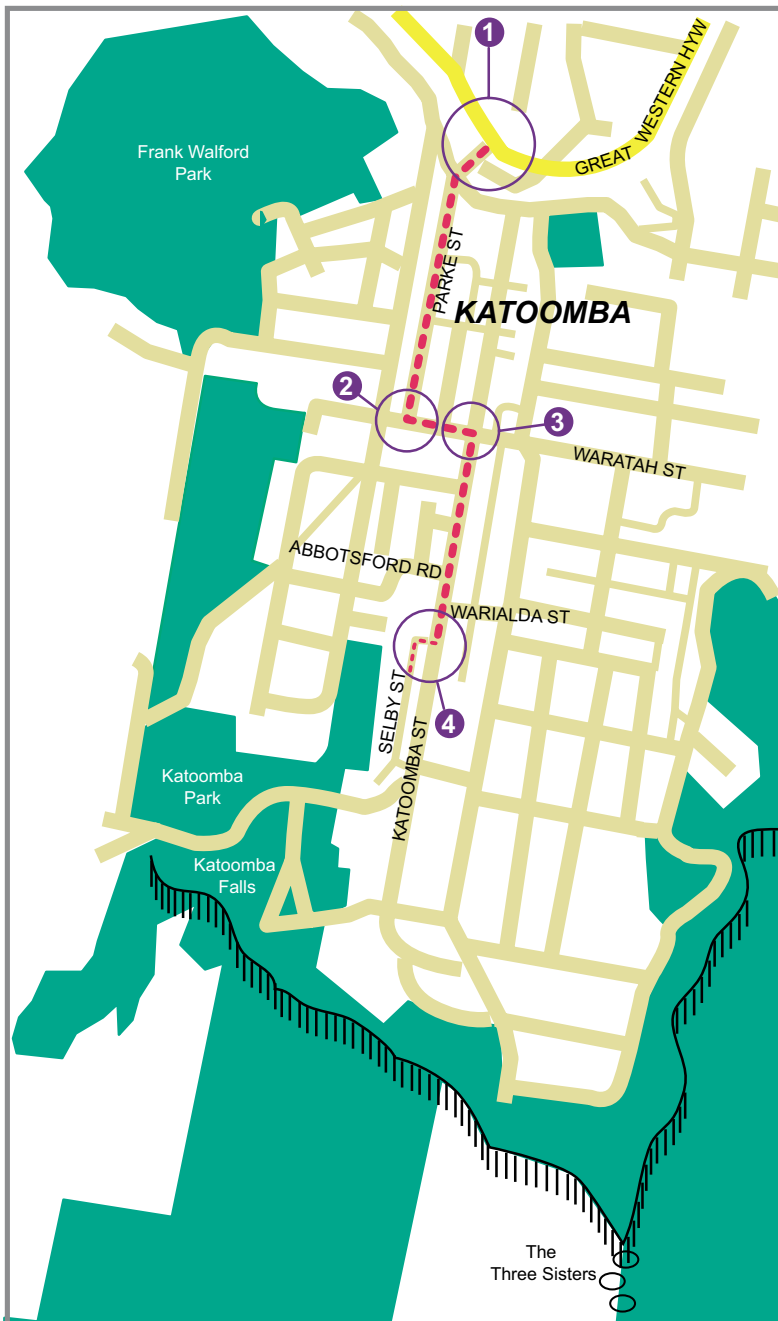 1
GREAT WESTERN HYW
Frank Walford
Park
PARKE ST
KATOOMBA
2
3
WARATAH ST
ABBOTSFORD RD
WARIALDA ST
4
SELBY ST
KATOOMBA ST
Katoomba
Park
Katoomba
Falls
The
Three Sisters